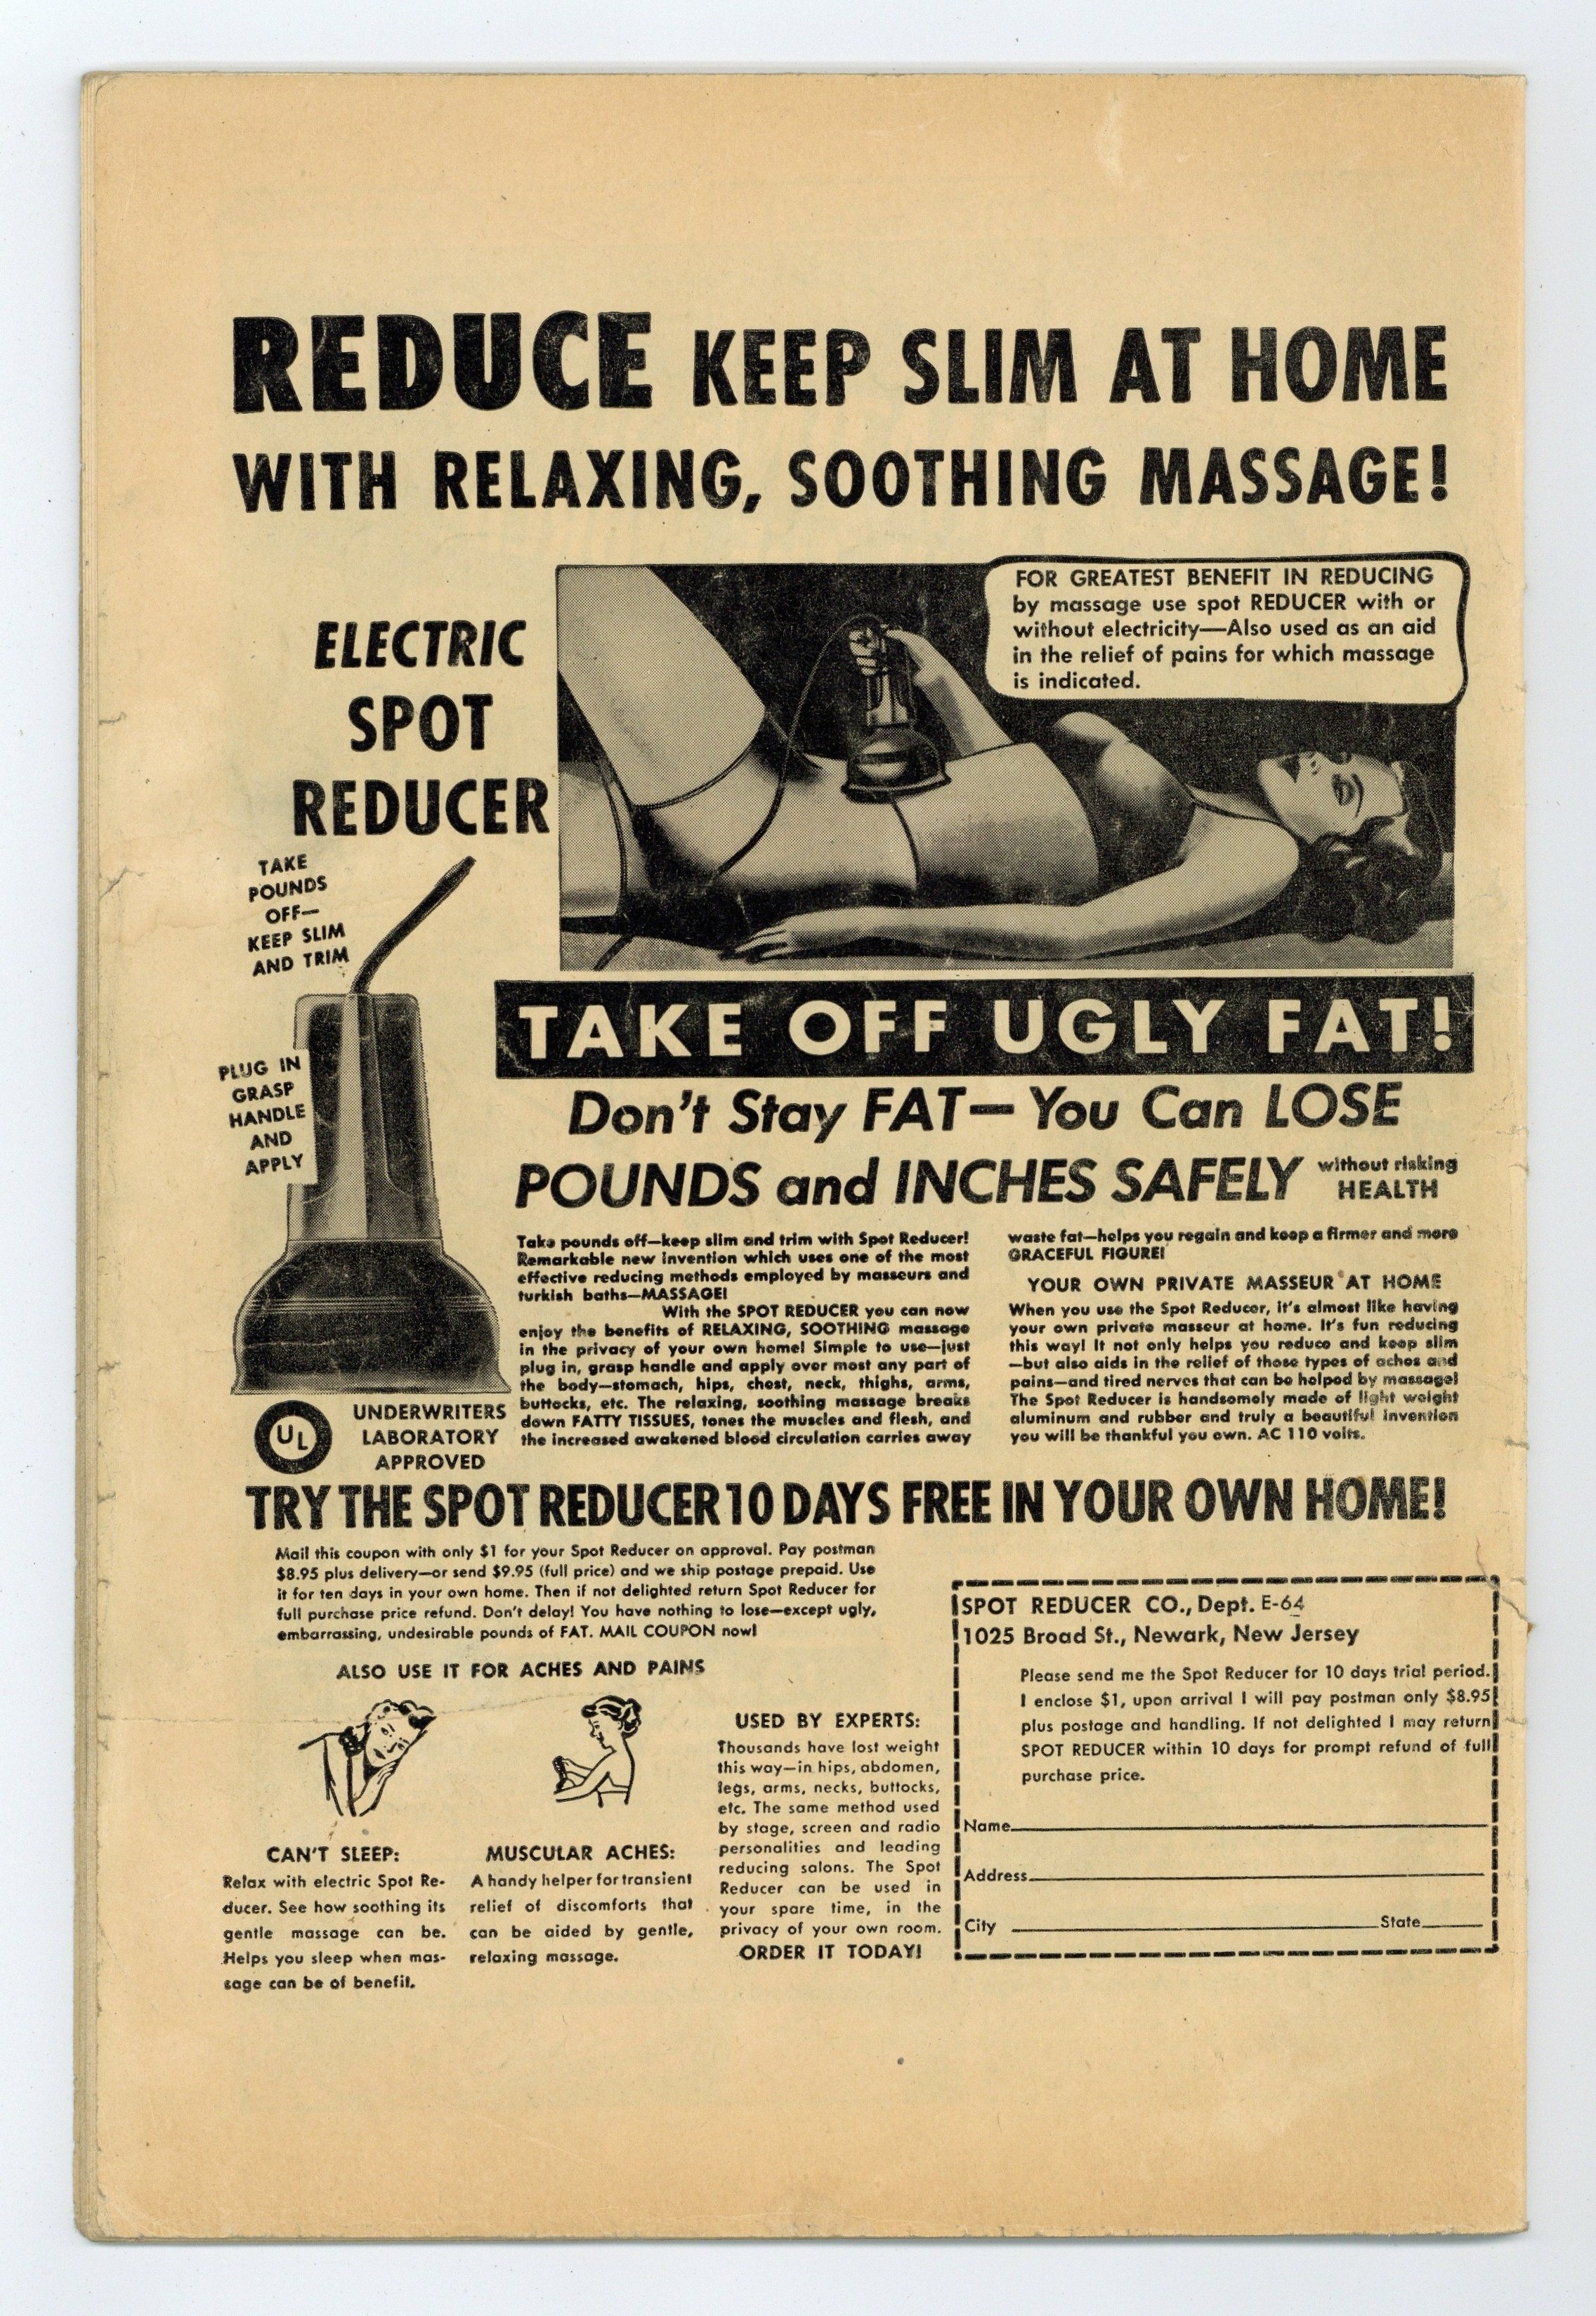 REDUCE KEEP SLIM AT HOME
WITH RELAXING, SOOTHING MASSAGE!
ELECTRIC
SPOT
REDUCER
FOR GREATEST BENEFIT IN REDUCING
by massage use spot REDUCER with or
without electricity—Also used as an aid
in the relief of pains for which massage
is indicated.
TAKE
POUNDS
OFF—
KEEP SLIM
AND TRIM
PLUG IN
GRASP
HANDLE
AND
APPLY
UL
UNDERWRITERS
LABORATORY
APPROVED
TAKE OFF UGLY FAT!
Don't Stay FAT—You Can LOSE
POUNDS and INCHES SAFELY without risking
HEALTH
Take pounds off—keep slim and trim with Spot Reducer!
Remarkable new invention which uses one of the most
effective reducing methods employed by masseurs and
turkish baths—MASSAGE!
With the SPOT REDUCER you can now
enjoy the benefits of RELAXING, SOOTHING massage
in the privacy of your own home! Simple to use—just
plug in, grasp handle and apply over most any part of
the body—stomach, hips, chest, neck, thighs, arms,
buttocks, etc. The relaxing, soothing massage breaks
down FATTY TISSUES, tones the muscles and flesh, and
the increased awakened blood circulation carries away
waste fat—helps you regain and keep a firmer and more
GRACEFUL FIGURE!
YOUR OWN PRIVATE MASSEUR AT HOME
When you use the Spot Reducer, it's almost like having
your own private masseur at home. It's fun reducing
this way! It not only helps you reduce and keep slim
—but also aids in the relief of those types of aches and
pains—and tired nerves that can be helped by massage!
The Spot Reducer is handsomely made of light weight
aluminum and rubber and truly a beautiful invention
you will be thankful you own. AC 110 volts.
TRY THE SPOT REDUCER 10 DAYS FREE IN YOUR OWN HOME!
Mail this coupon with only $1 for your Spot Reducer on approval. Pay postman
$8.95 plus delivery—or send $9.95 (full price) and we ship postage prepaid. Use
it for ten days in your own home. Then if not delighted return Spot Reducer for
full purchase price refund. Don't delay! You have nothing to lose—except ugly,
embarrassing, undesirable pounds of FAT. MAIL COUPON now!
ALSO USE IT FOR ACHES AND PAINS
CAN'T SLEEP:
Relax with electric Spot Re-
ducer. See how soothing its
gentle massage can be.
Helps you sleep when mas-
sage can be of benefit.
MUSCULAR ACHES:
A handy helper for transient
relief of discomforts that
can be aided by gentle,
relaxing massage.
USED BY EXPERTS:
Thousands have lost weight
this way—in hips, abdomen,
legs, arms, necks, buttocks,
etc. The same method used
by stage, screen and radio
personalities and leading
reducing salons. The Spot
Reducer can be used in
your spare time, in the
privacy of your own room.
ORDER IT TODAY!
SPOT REDUCER CO., Dept. E-64
1025 Broad St., Newark, New Jersey
Please send me the Spot Reducer for 10 days trial period.
I enclose $1, upon arrival I will pay postman only $8.95
plus postage and handling. If not delighted I may return
SPOT REDUCER within 10 days for prompt refund of full
purchase price.
Name
Address
City State